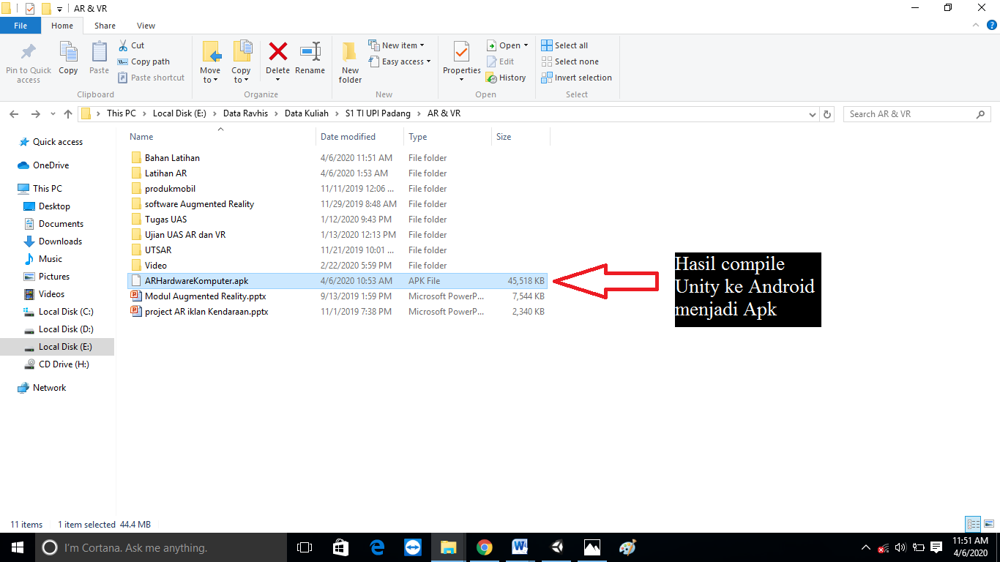 AR & VR
File Home Share View
Pin to Quick access
Copy
Paste
Cut
Copy path
Paste shortcut
Clipboard
Move to
Copy to
Delete
Rename
Organize
New folder
New item
Easy access
New
Properties
Open
Edit
History
Open
Select all
Select none
Invert selection
Select
This PC > Local Disk (E:) > Data Ravhis > Data Kuliah > S1 TI UPI Padang > AR & VR
Search AR & VR
Quick access
OneDrive
This PC
Desktop
Documents
Downloads
Music
Pictures
Videos
Local Disk (C:)
Local Disk (D:)
Local Disk (E:)
CD Drive (H:)
Network
Name Date modified Type Size
Bahan Latihan 4/6/2020 11:51 AM File folder
Latihan AR 4/6/2020 1:53 AM File folder
produkmobil 11/11/2019 12:06 ... File folder
software Augmented Reality 11/29/2019 8:48 AM File folder
Tugas UAS 1/12/2020 9:43 PM File folder
Ujian UAS AR dan VR 1/13/2020 12:13 PM File folder
UTSAR 11/21/2019 10:01 ... File folder
Video 2/22/2020 5:59 PM File folder
ARHardwareKomputer.apk 4/6/2020 10:53 AM APK File 45,518 KB
Modul Augmented Reality.pptx 9/13/2019 1:59 PM Microsoft PowerP... 7,544 KB
project AR iklan Kendaraan.pptx 11/1/2019 7:38 PM Microsoft PowerP... 2,340 KB
Hasil compile
Unity ke Android
menjadi Apk
11 items 1 item selected 44.4 MB
I'm Cortana. Ask me anything.
11:51 AM
4/6/2020